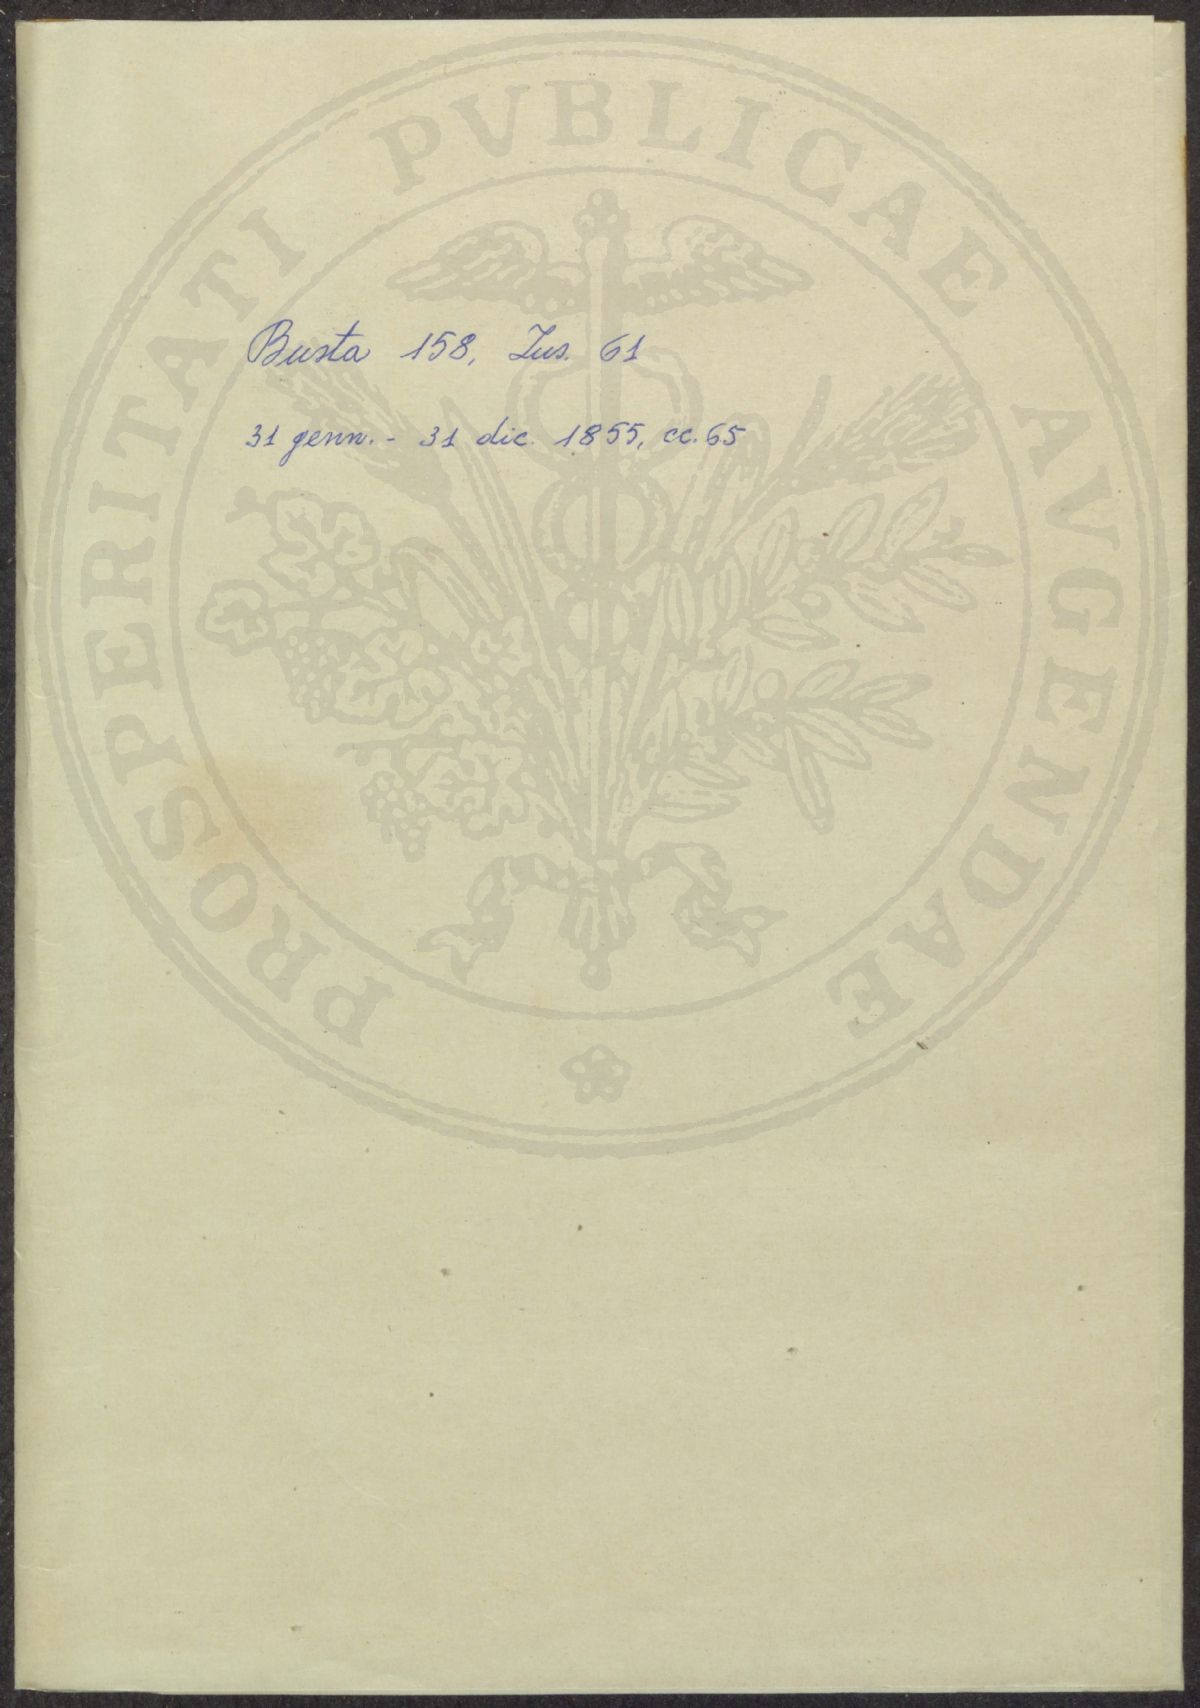 PROSPERITATI PVBLICAE AVGENDAE
Busta 158, Ins. 61
31 genn. - 31 dic. 1855, cc. 65